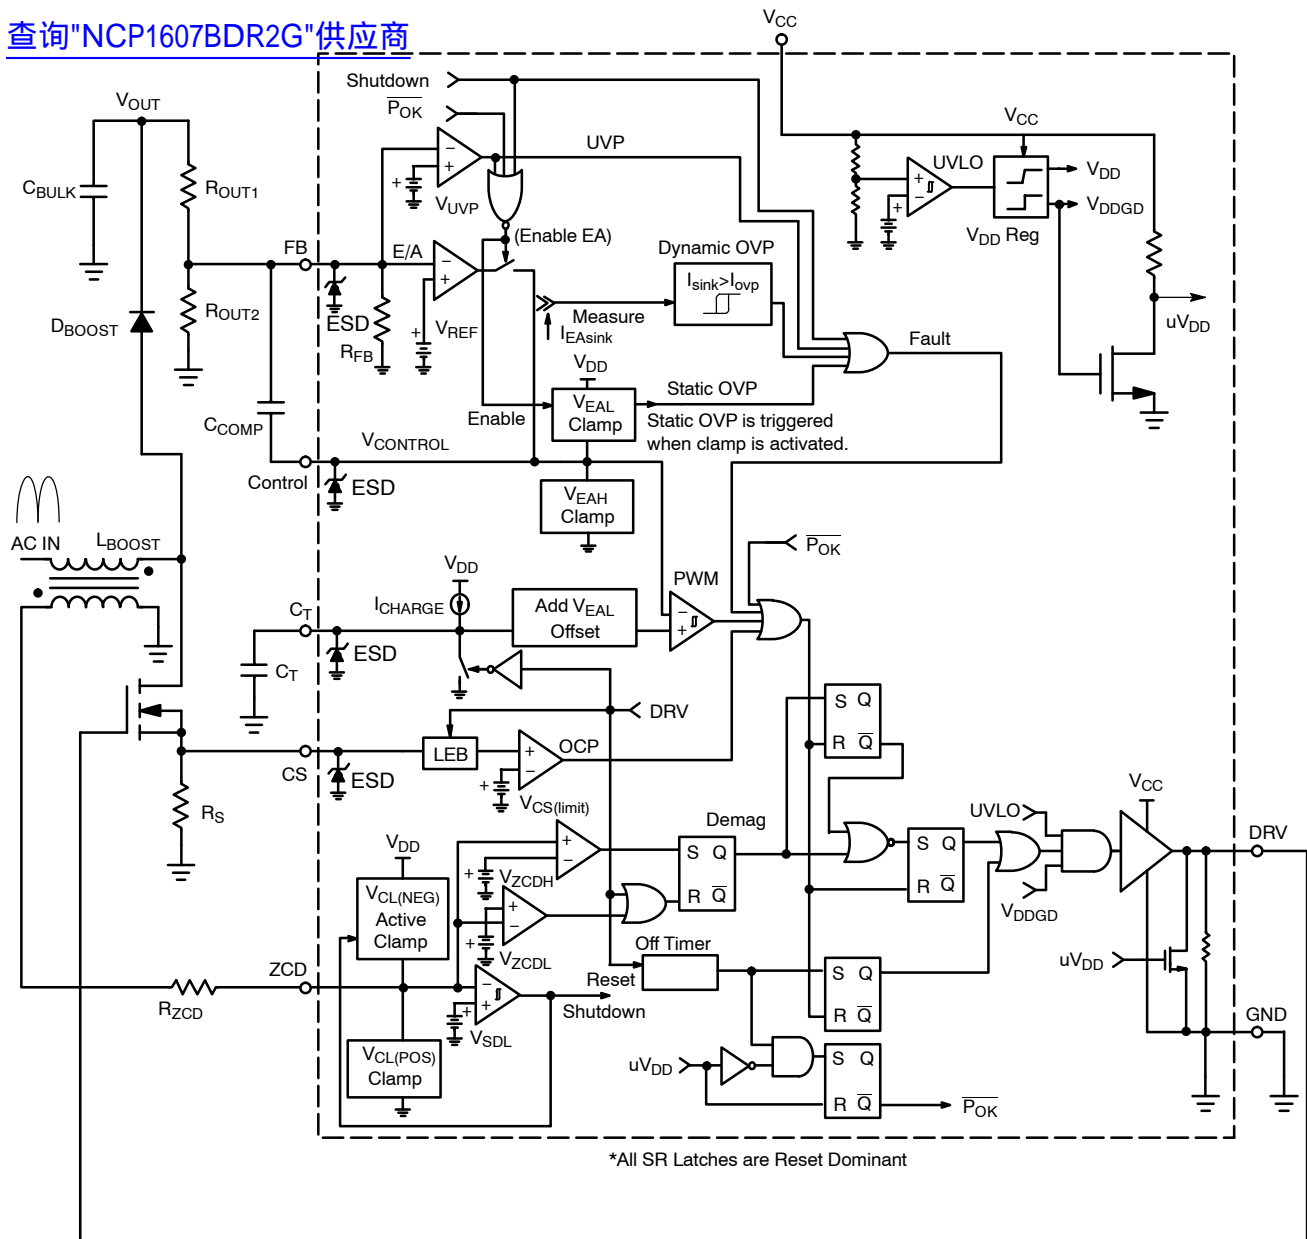 查询"NCP1607BDR2G"供应商
VCC
Shutdown
POK
VOUT
VCC
UVP
UVLO
VDD
CBULK
ROUT1
VUVP
VDDGD
(Enable EA)
VDD Reg
FB
E/A
Dynamic OVP
Isink>Iovp
DBOOST
ROUT2
ESD
VREF
Measure
IEAsink
uVDD
RFB
Fault
VDD
Static OVP
VEAL
Clamp
Enable
Static OVP is triggered
when clamp is activated.
CCOMP
VCONTROL
Control
ESD
VEAH
Clamp
AC IN
LBOOST
POK
VDD
PWM
CT
ICHARGE
Add VEAL
Offset
ESD
CT
DRV
S Q
R Q
LEB
OCP
CS
ESD
VCS(limit)
VCC
RS
Demag
UVLO
DRV
VDD
S Q
R Q
S Q
R Q
VZCDH
VCL(NEG)
Active
Clamp
VDDGD
Off Timer
VZCDL
ZCD
Reset
S Q
R Q
uVDD
RZCD
Shutdown
GND
VSDL
VCL(POS)
Clamp
uVDD
S Q
R Q
POK
*All SR Latches are Reset Dominant